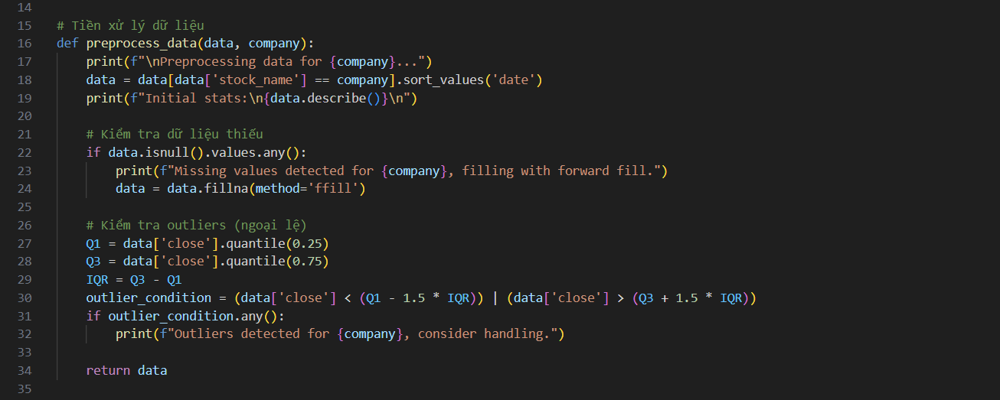 14
15 # Tiền xử lý dữ liệu
16 def preprocess_data(data, company):
17     print(f"\nPreprocessing data for {company}...")
18     data = data[data['stock_name'] == company].sort_values('date')
19     print(f"Initial stats:\n{data.describe()}\n")
20
21     # Kiểm tra dữ liệu thiếu
22     if data.isnull().values.any():
23         print(f"Missing values detected for {company}, filling with forward fill.")
24         data = data.fillna(method='ffill')
25
26     # Kiểm tra outliers (ngoại lệ)
27     Q1 = data['close'].quantile(0.25)
28     Q3 = data['close'].quantile(0.75)
29     IQR = Q3 - Q1
30     outlier_condition = (data['close'] < (Q1 - 1.5 * IQR)) | (data['close'] > (Q3 + 1.5 * IQR))
31     if outlier_condition.any():
32         print(f"Outliers detected for {company}, consider handling.")
33
34     return data
35